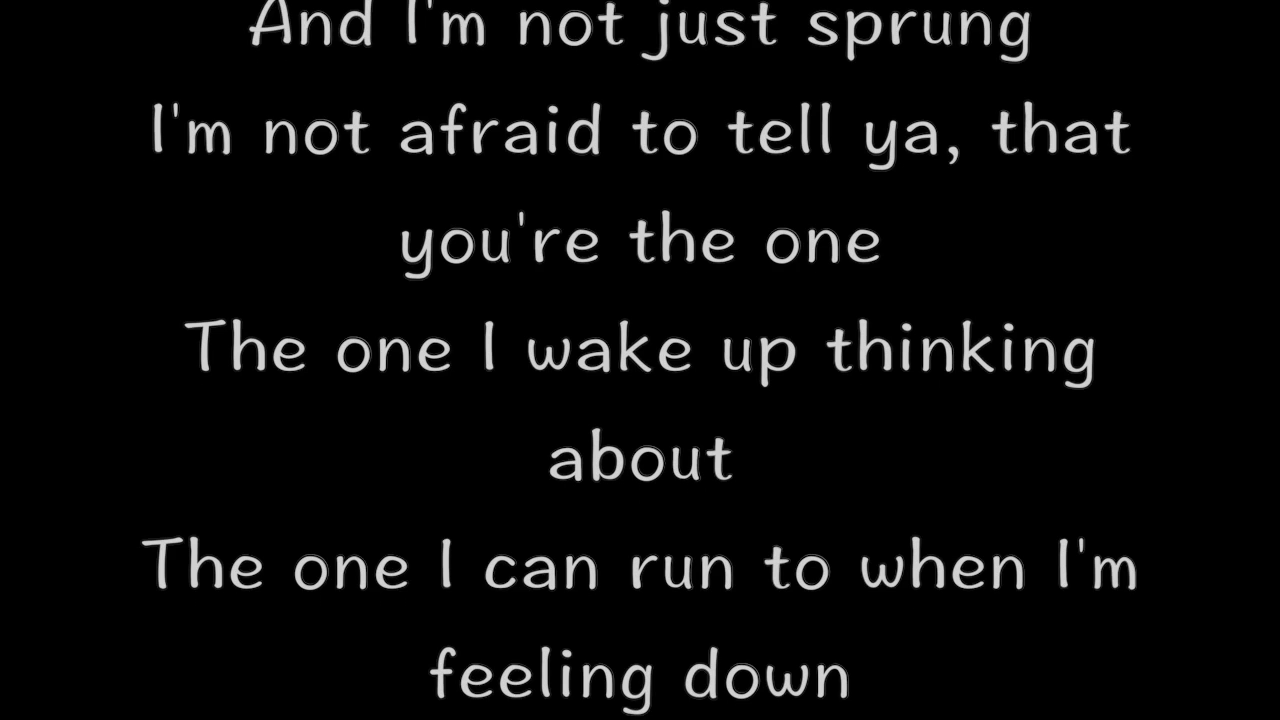 And I'm not just sprung
I'm not afraid to tell ya, that
you're the one
The one I wake up thinking
about
The one I can run to when I'm
feeling down